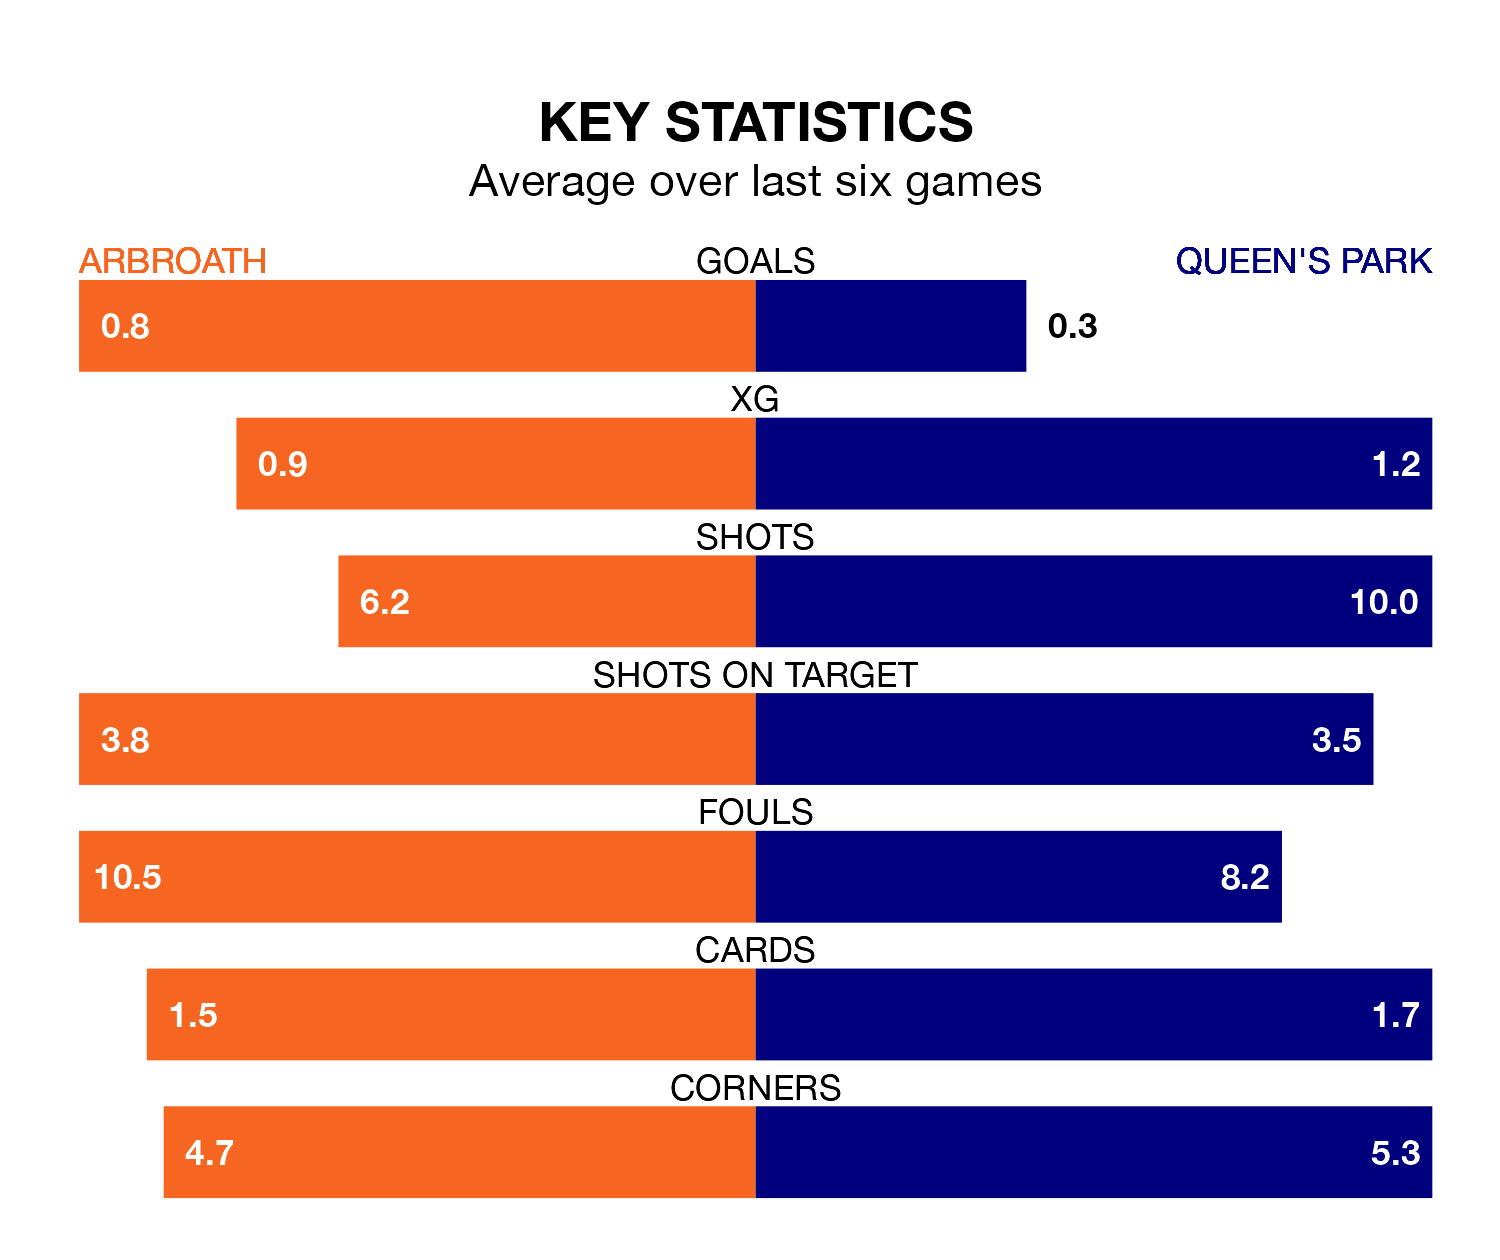 KEY STATISTICS
Average over last six games
ARBROATH GOALS QUEEN'S PARK
0.8 0.3
XG
0.9 1.2
SHOTS
6.2 10.0
SHOTS ON TARGET
3.8 3.5
FOULS
10.5 8.2
CARDS
1.5 1.7
CORNERS
4.7 5.3